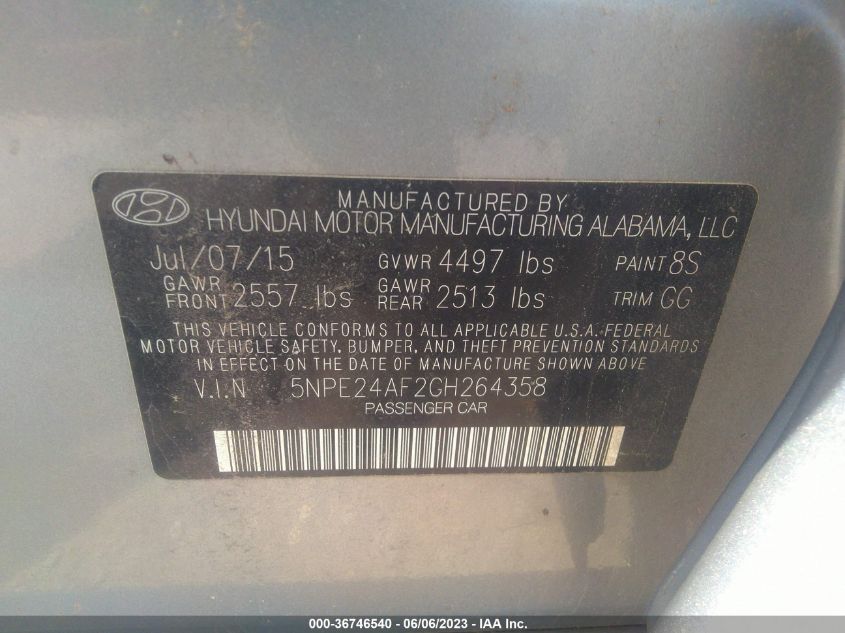 MANUFACTURED BY
HYUNDAI MOTOR MANUFACTURING ALABAMA, LLC
Jul/07/15 GVWR 4497 lbs PAINT 8S
GAWR FRONT 2557 lbs GAWR REAR 2513 lbs TRIM GG
THIS VEHICLE CONFORMS TO ALL APPLICABLE U.S.A. FEDERAL
MOTOR VEHICLE SAFETY, BUMPER, AND THEFT PREVENTION STANDARDS
IN EFFECT ON THE DATE OF MANUFACTURE SHOWN ABOVE
V.I.N 5NPE24AF2GH264358
PASSENGER CAR
000-36746540 - 06/06/2023 - IAA Inc.